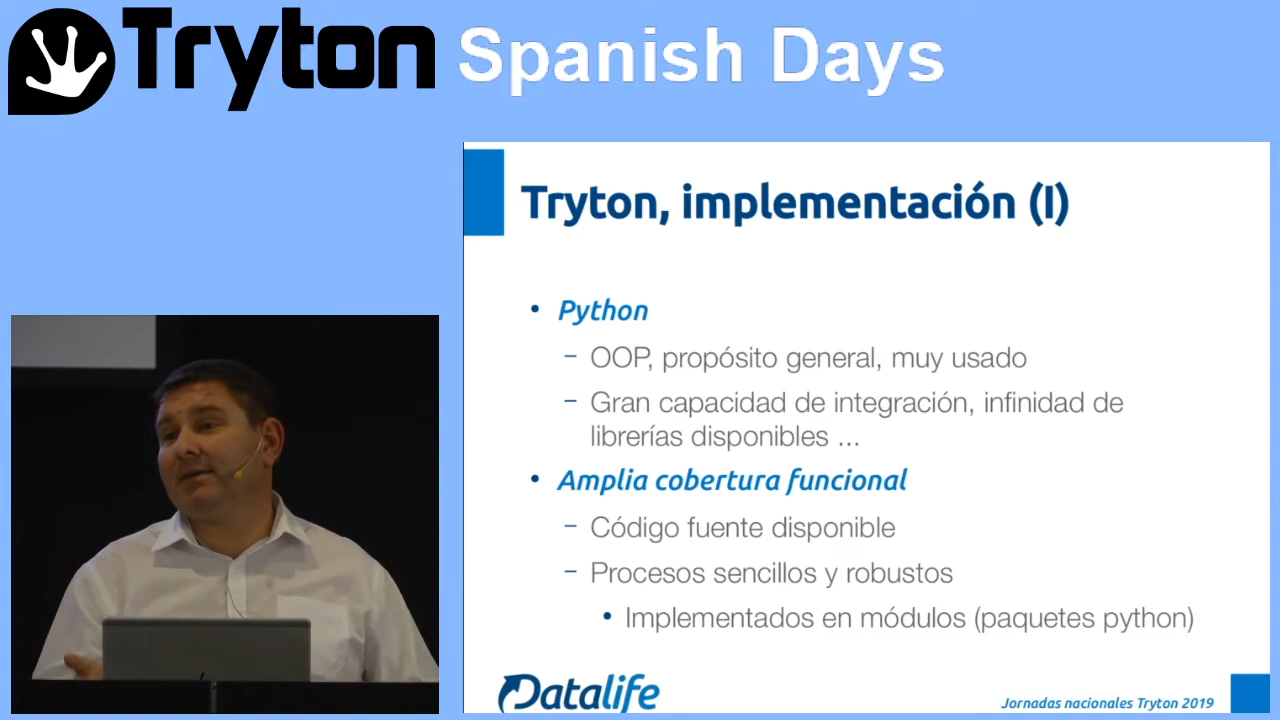 Tryton Spanish Days
Tryton, implementación (I)
• Python
– OOP, propósito general, muy usado
– Gran capacidad de integración, infinidad de
librerías disponibles ...
• Amplia cobertura funcional
– Código fuente disponible
– Procesos sencillos y robustos
• Implementados en módulos (paquetes python)
Datalife
Jornadas nacionales Tryton 2019